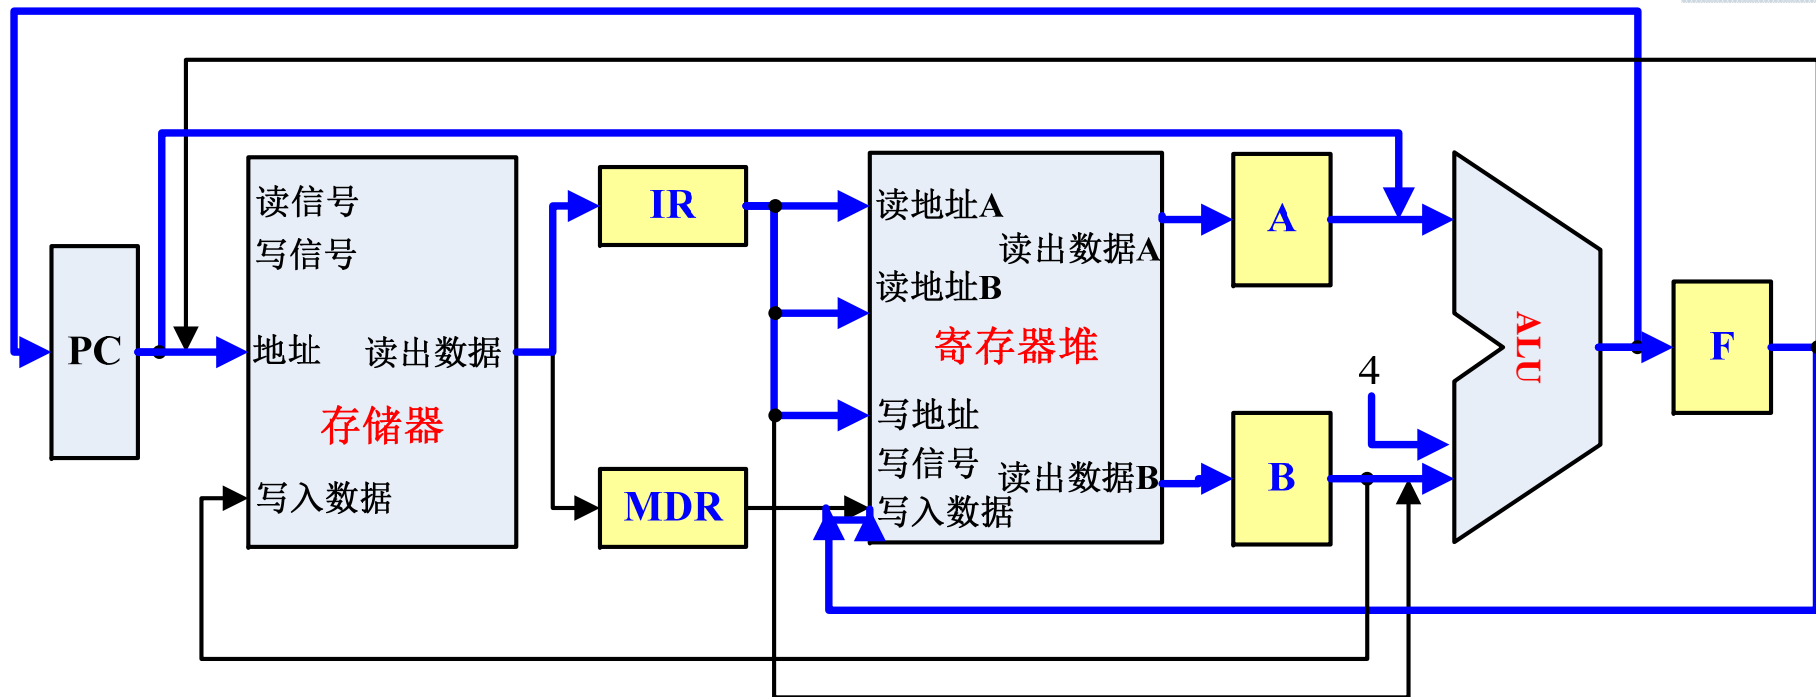 PC
读信号
写信号
地址
读出数据
存储器
写入数据
IR
MDR
读地址A
读出数据A
读地址B
寄存器堆
写地址
写信号
读出数据B
写入数据
A
B
4
ALU
F